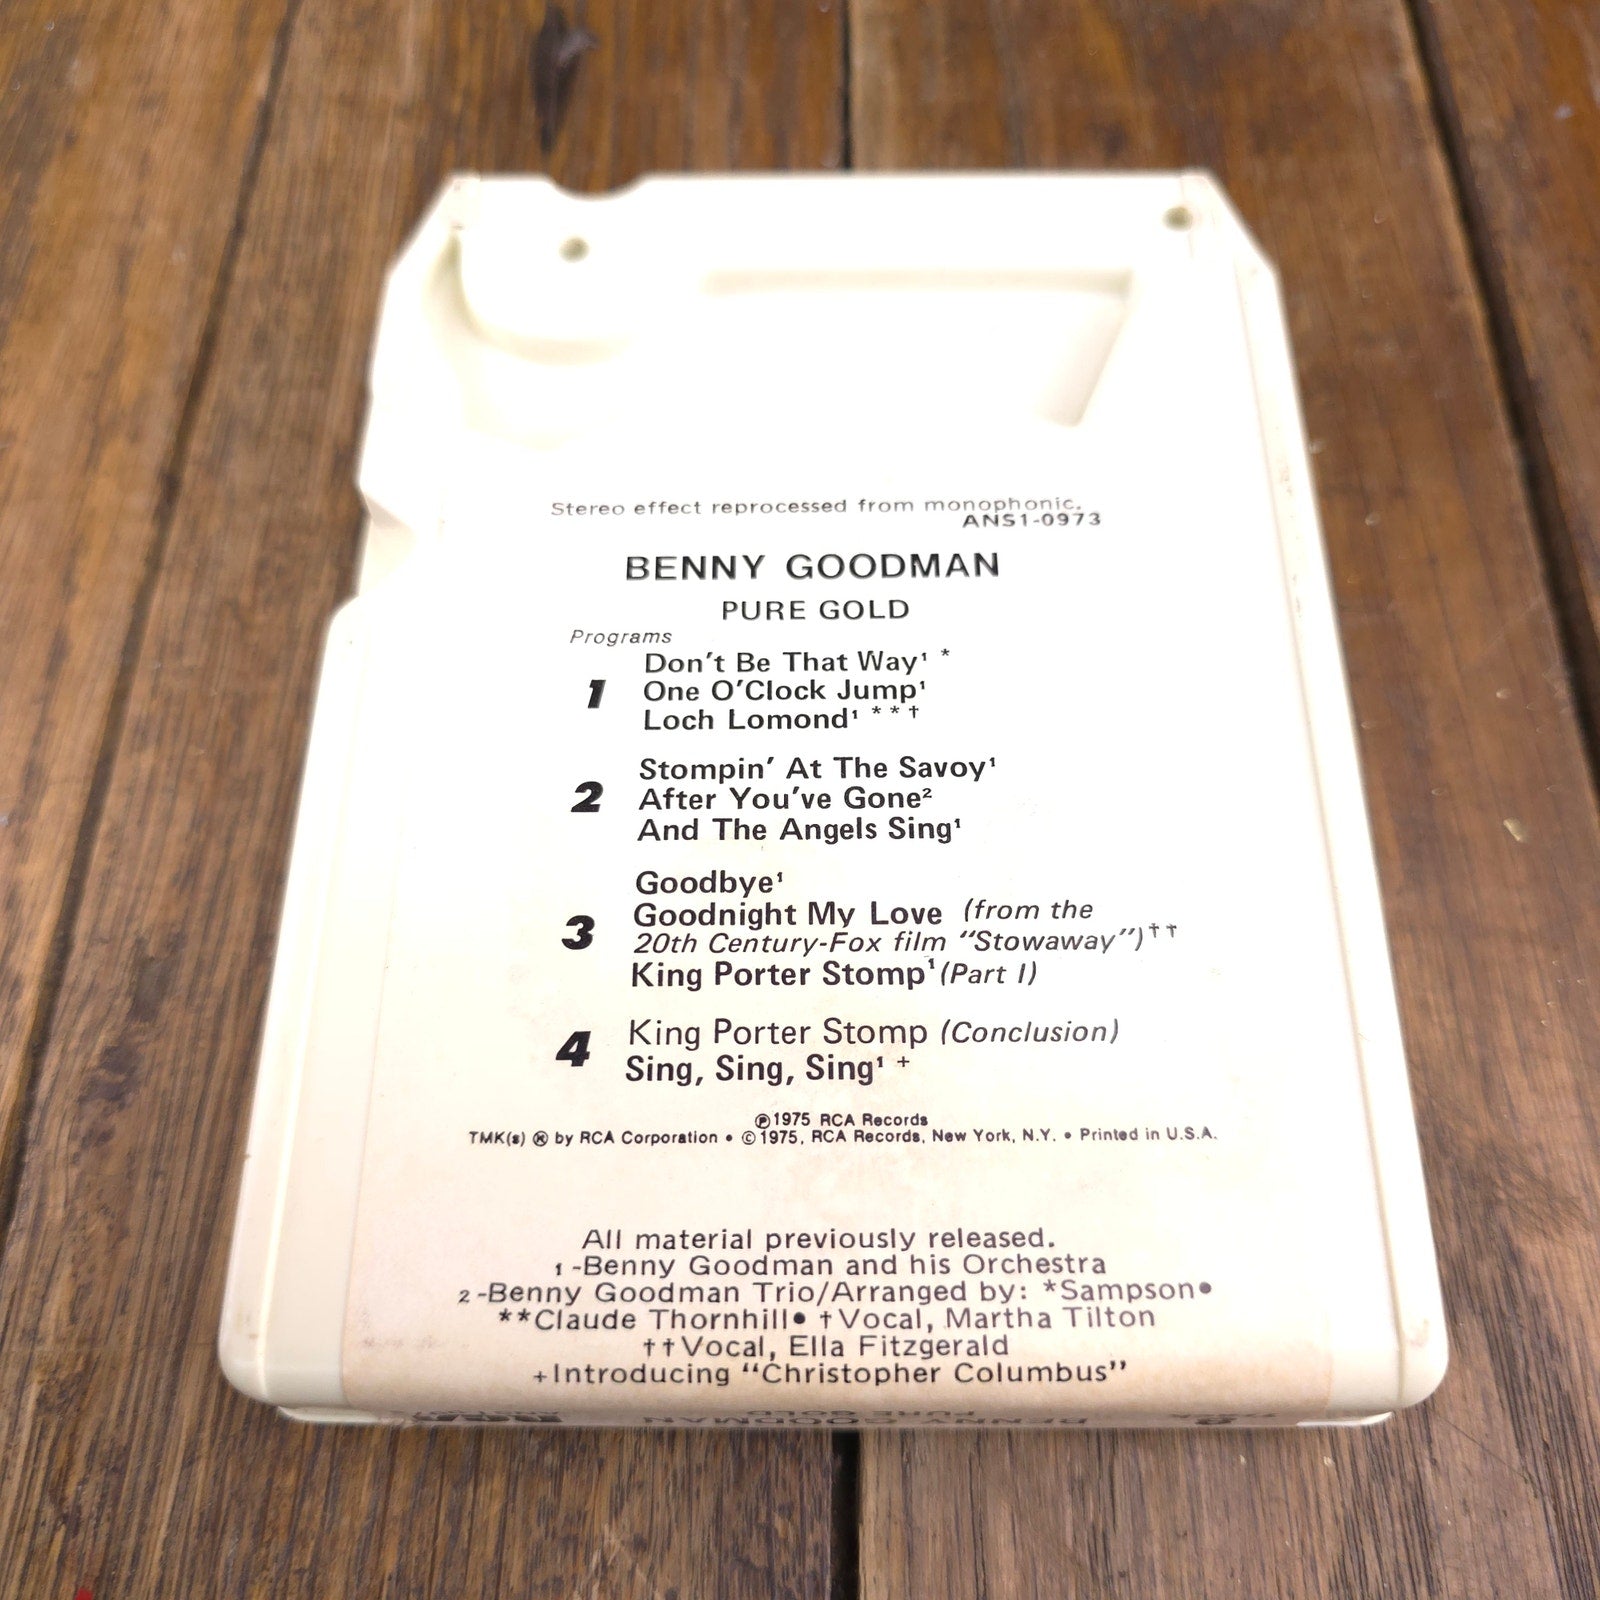 Stereo effect reprocessed from monophonic.
ANS1-0973
BENNY GOODMAN
PURE GOLD
Programs
1
Don't Be That Way¹ *
One O'Clock Jump¹
Loch Lomond¹ * * †
2
Stompin' At The Savoy¹
After You've Gone²
And The Angels Sing¹
3
Goodbye¹
Goodnight My Love (from the
20th Century-Fox film "Stowaway")††
King Porter Stomp¹ (Part I)
4
King Porter Stomp (Conclusion)
Sing, Sing, Sing¹ +
℗1975 RCA Records
TMK(s) ® by RCA Corporation • ©1975, RCA Records, New York, N.Y. • Printed in U.S.A.
All material previously released.
1-Benny Goodman and his Orchestra
2-Benny Goodman Trio/Arranged by: *Sampson•
**Claude Thornhill• †Vocal, Martha Tilton
††Vocal, Ella Fitzgerald
+Introducing "Christopher Columbus"
RCA
BENNY GOODMAN
PURE GOLD